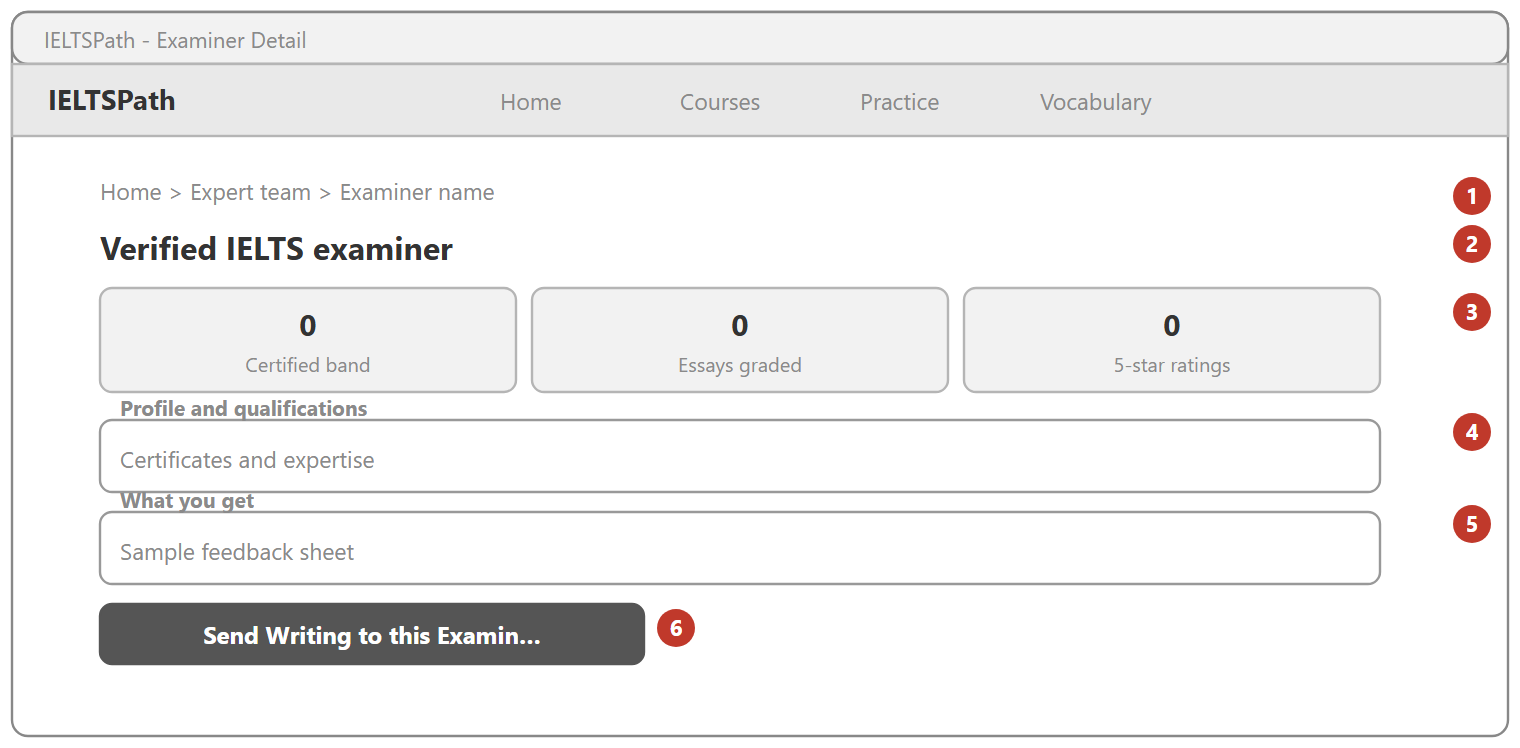 IELTSPath - Examiner Detail
IELTSPath Home Courses Practice Vocabulary
Home > Expert team > Examiner name 1
Verified IELTS examiner 2
0 0 0 3
Certified band Essays graded 5-star ratings
Profile and qualifications
4
Certificates and expertise
What you get
5
Sample feedback sheet
Send Writing to this Examin... 6